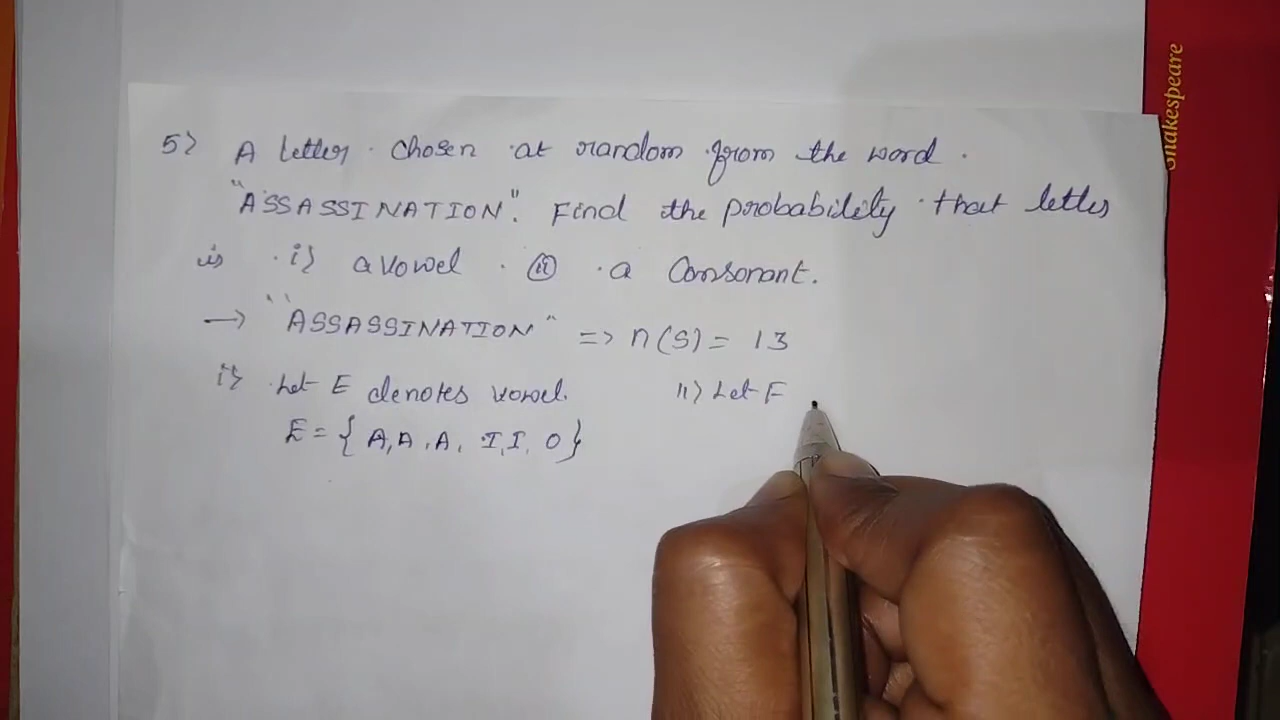 5) A letter chosen at random from the word
"ASSASSINATION". Find the probability that letter
is i) a vowel (ii) a Consonant.
→ "ASSASSINATION" => n(S) = 13
i) Let E denotes vowel. ii) Let F
E = { A, A, A, I, I, O }
Shakespeare